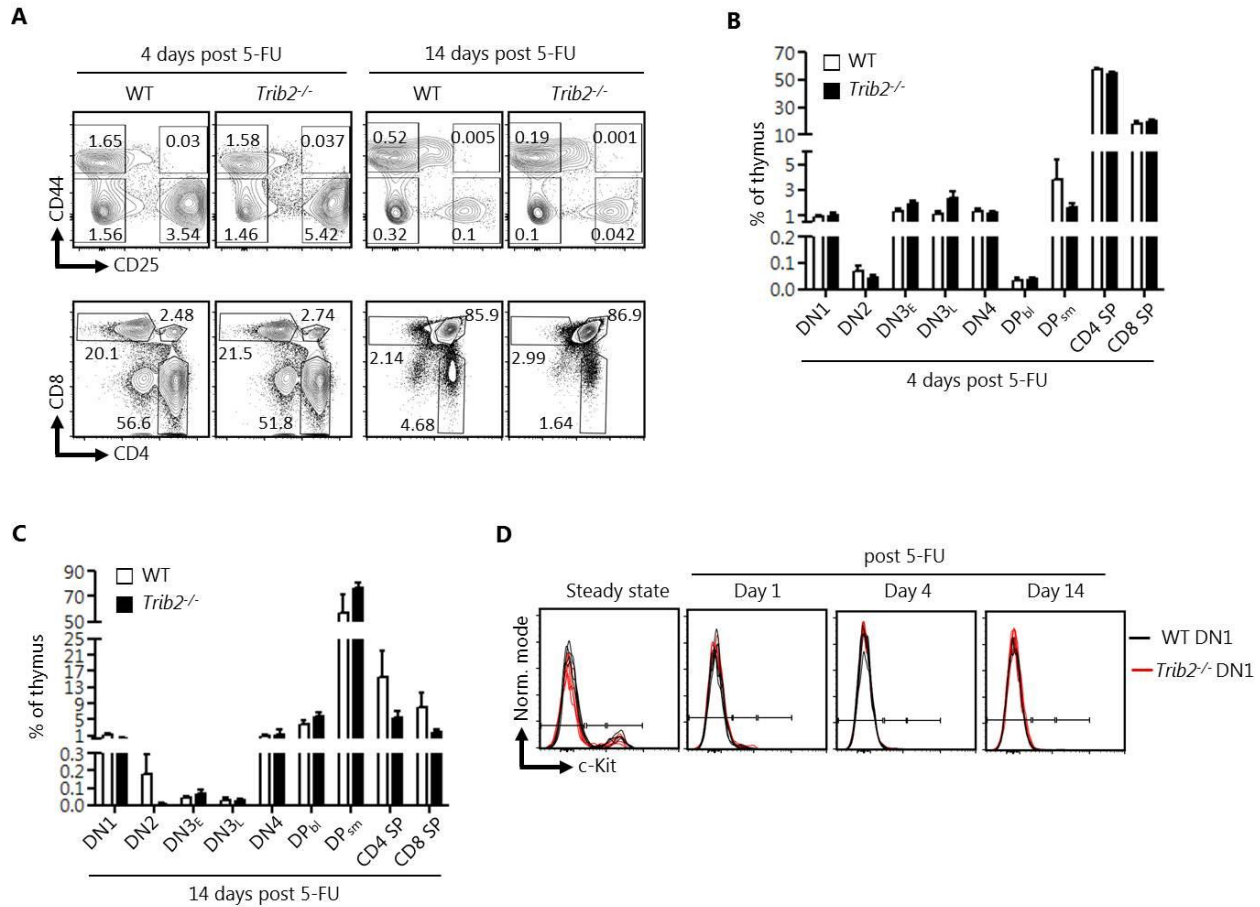 A
4 days post 5-FU
14 days post 5-FU
WT
Trib2-/-
WT
Trib2-/-
1.65
0.03
1.58
0.037
0.52
0.005
0.19
0.001
1.56
3.54
1.46
5.42
0.32
0.1
0.1
0.042
CD44
CD25
2.48
2.74
85.9
86.9
20.1
21.5
2.14
2.99
56.6
51.8
4.68
1.64
CD8
CD4
B
WT
Trib2-/-
70
50
30
10
5
3
1
0.2
0.1
0.0
% of thymus
DN1
DN2
DN3E
DN3L
DN4
DPbl
DPsm
CD4 SP
CD8 SP
4 days post 5-FU
C
WT
Trib2-/-
90
70
50
25
21
17
13
9
5
1
0.3
0.2
0.1
0.0
% of thymus
DN1
DN2
DN3E
DN3L
DN4
DPbl
DPsm
CD4 SP
CD8 SP
14 days post 5-FU
D
post 5-FU
Steady state
Day 1
Day 4
Day 14
Norm. mode
c-Kit
WT DN1
Trib2-/- DN1